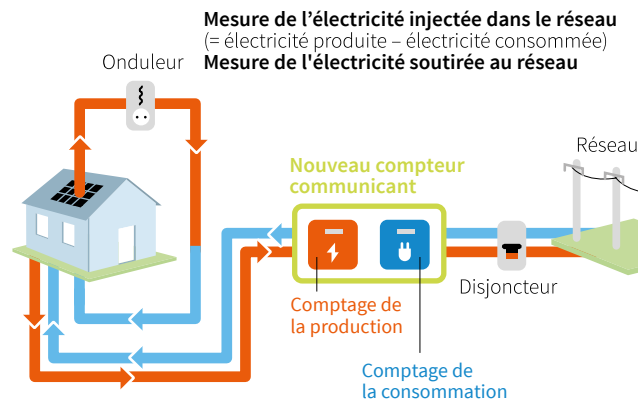 Mesure de l’électricité injectée dans le réseau
(= électricité produite – électricité consommée)
Mesure de l'électricité soutirée au réseau
Onduleur
Réseau
Nouveau compteur
communicant
Disjoncteur
Comptage de
la production
Comptage de
la consommation